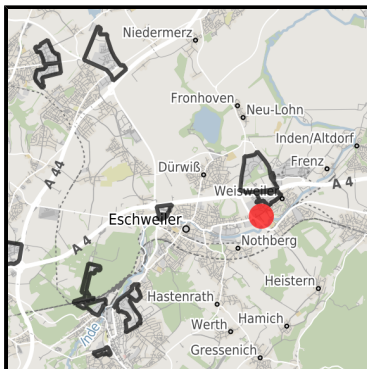 Niedermerz
Fronhoven
Neu-Lohn
Inden/Altdorf
Frenz
Dürwiß
A 44
A 4
Weisweiler
Eschweiler
A 4
Nothberg
Heistern
Hastenrath
Inde
Werth
Hamich
Gressenich